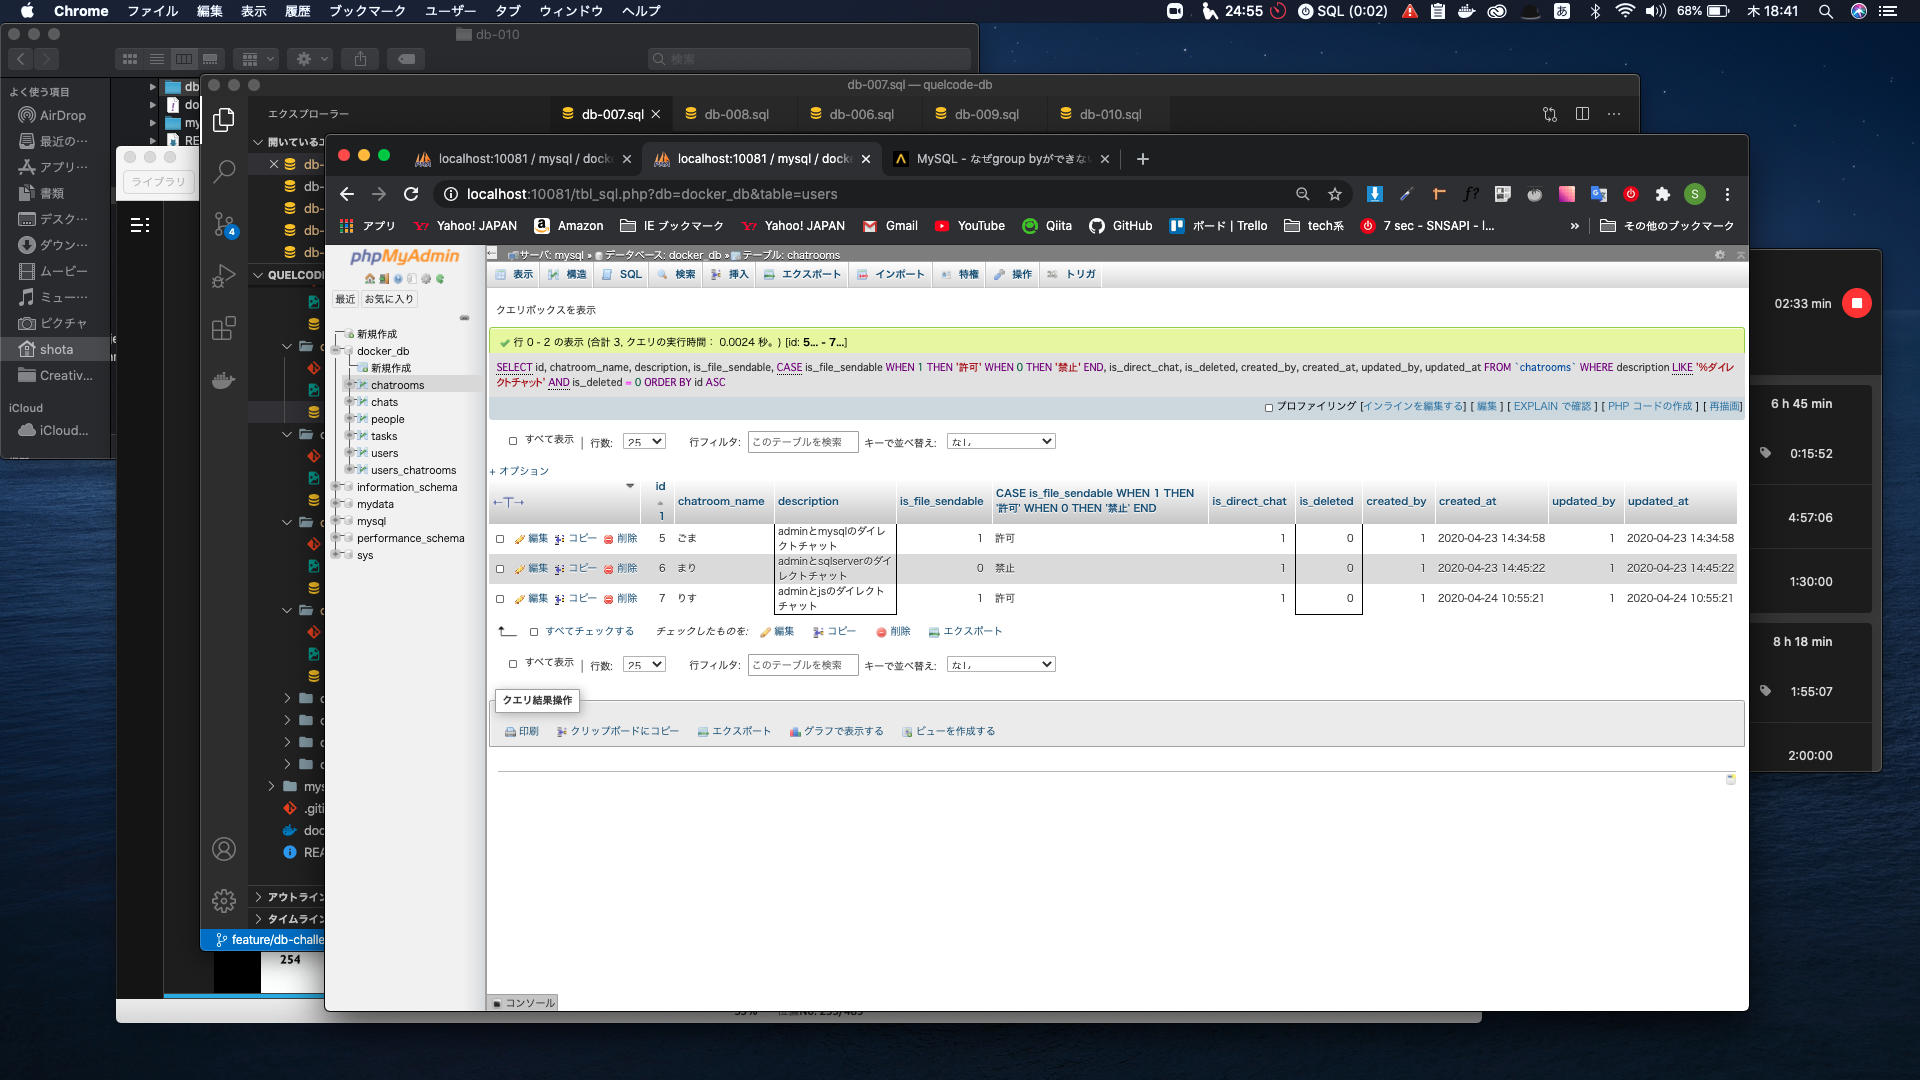 Chrome ファイル 編集 表示 履歴 ブックマーク ユーザー タブ ウィンドウ ヘルプ
24:55 SQL (0:02) あ 68% 木 18:41
db-010
検索
よく使う項目
AirDrop
最近の…
アプリ…
書類
デスク…
ダウン…
ムービー
ミュー…
ピクチャ
shota
Creativ...
iCloud
iCloud...
db
do
my
RE
ライブラリ
db-007.sql — quelcode-db
エクスプローラー
db-007.sql
db-008.sql
db-006.sql
db-009.sql
db-010.sql
開いているエ
db-
db-
db-
db-
db-
4
QUELCODE
mys
.giti
doc
REA
アウトライン
タイムライン
feature/db-challe
254
localhost:10081 / mysql / docke
localhost:10081 / mysql / docke
MySQL - なぜgroup byができない
localhost:10081/tbl_sql.php?db=docker_db&table=users
アプリ Yahoo! JAPAN Amazon IE ブックマーク Yahoo! JAPAN Gmail YouTube Qiita GitHub ボード | Trello tech系 7 sec - SNSAPI - I... » その他のブックマーク
phpMyAdmin
最近 お気に入り
新規作成
docker_db
新規作成
chatrooms
chats
people
tasks
users
users_chatrooms
information_schema
mydata
mysql
performance_schema
sys
サーバ: mysql » データベース: docker_db » テーブル: chatrooms
表示 構造 SQL 検索 挿入 エクスポート インポート 特権 操作 トリガ
クエリボックスを表示
行 0 - 2 の表示 (合計 3, クエリの実行時間： 0.0024 秒。) [id: 5... - 7...]
SELECT id, chatroom_name, description, is_file_sendable, CASE is_file_sendable WHEN 1 THEN '許可' WHEN 0 THEN '禁止' END, is_direct_chat, is_deleted, created_by, created_at, updated_by, updated_at FROM `chatrooms` WHERE description LIKE '%ダイレ
クトチャット' AND is_deleted = 0 ORDER BY id ASC
プロファイリング [インラインを編集する] [ 編集 ] [ EXPLAIN で確認 ] [ PHP コードの作成 ] [ 再描画]
すべて表示 | 行数: 25 行フィルタ: このテーブルを検索 キーで並べ替え: なし
+ オプション
←T→ id 1 chatroom_name description is_file_sendable CASE is_file_sendable WHEN 1 THEN '許可' WHEN 0 THEN '禁止' END is_direct_chat is_deleted created_by created_at updated_by updated_at
編集 コピー 削除 5 ごま adminとmysqlのダイレクトチャット 1 許可 1 0 1 2020-04-23 14:34:58 1 2020-04-23 14:34:58
編集 コピー 削除 6 まり adminとsqlserverのダイレクトチャット 0 禁止 1 0 1 2020-04-23 14:45:22 1 2020-04-23 14:45:22
編集 コピー 削除 7 りす adminとjsのダイレクトチャット 1 許可 1 0 1 2020-04-24 10:55:21 1 2020-04-24 10:55:21
すべてチェックする チェックしたものを: 編集 コピー 削除 エクスポート
すべて表示 | 行数: 25 行フィルタ: このテーブルを検索 キーで並べ替え: なし
クエリ結果操作
印刷 クリップボードにコピー エクスポート グラフで表示する ビューを作成する
コンソール
02:33 min
6 h 45 min
0:15:52
4:57:06
1:30:00
8 h 18 min
1:55:07
2:00:00